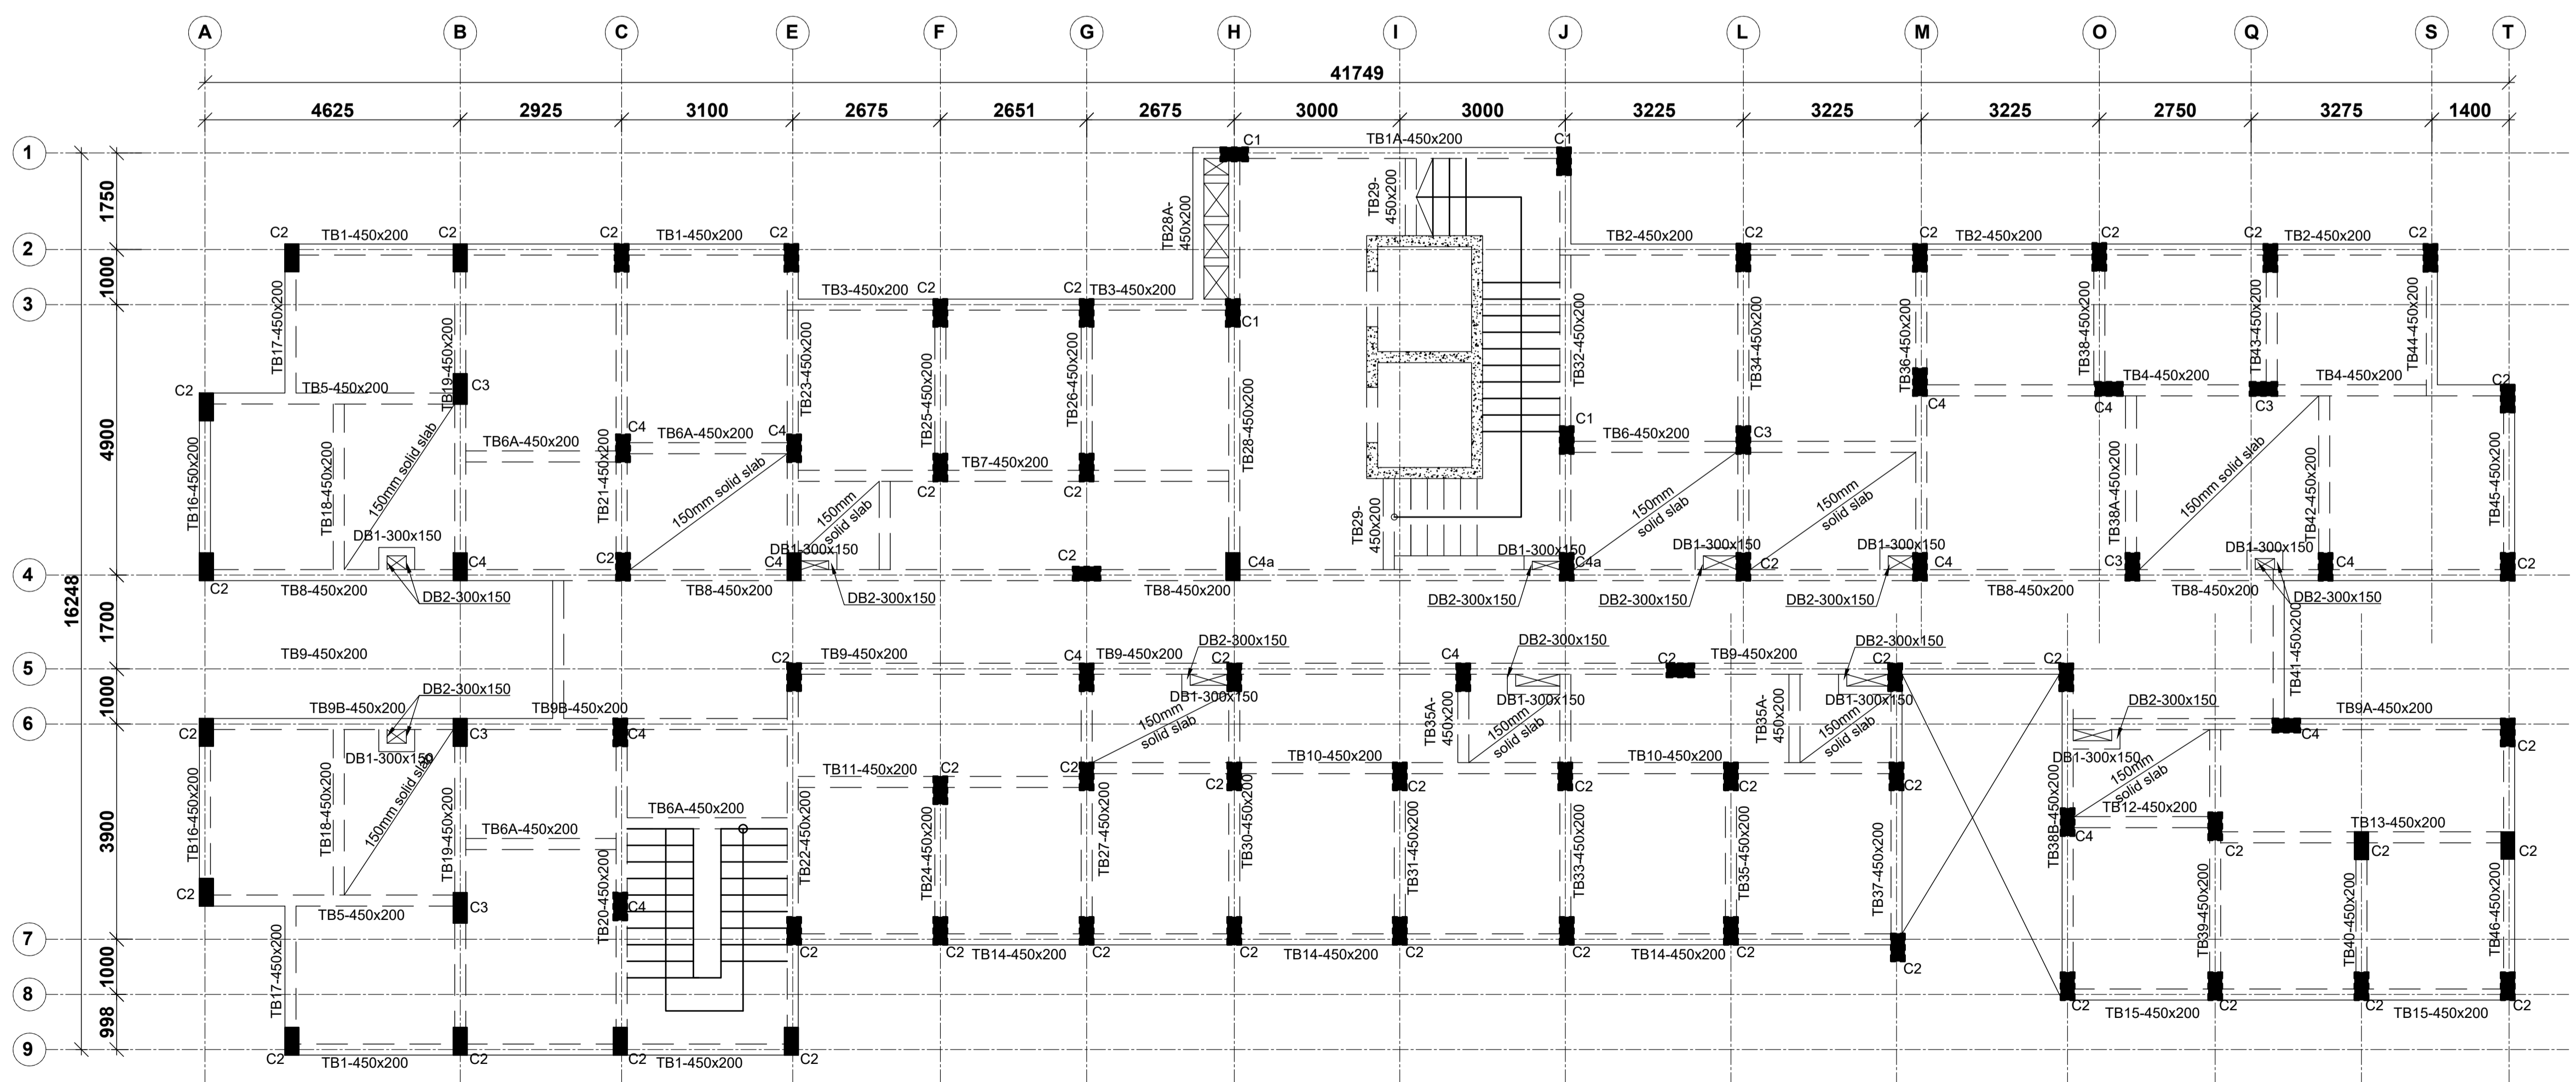 A B C E F G H I J L M O Q S T
41749
4625 2925 3100 2675 2651 2675 3000 3000 3225 3225 3225 2750 3275 1400
1
C1 TB1A-450x200 C1
1750
TB28A-
450x200
TB29-
450x200
2
C2 TB1-450x200 C2 C2 TB1-450x200 C2
TB2-450x200 C2 C2 TB2-450x200 C2 C2 TB2-450x200 C2
1000
3
TB3-450x200 C2 C2 TB3-450x200
C1
TB17-450x200
TB19-450x200
TB23-450x200
TB25-450x200
TB26-450x200
TB32-450x200
TB34-450x200
TB36-450x200
TB38-450x200
TB43-450x200
TB44-450x200
C2 TB5-450x200 C3
C4 C4 TB4-450x200 C3 TB4-450x200 C2
4900
TB6A-450x200 C4 TB6A-450x200 C4
C1 TB6-450x200 C3
TB7-450x200
C2 C2
TB16-450x200
TB18-450x200
150mm solid slab
TB21-450x200
150mm solid slab
150mm
solid slab
TB28-450x200
TB29-
450x200
150mm
solid slab
150mm
solid slab
TB38A-450x200
150mm solid slab
TB42-450x200
TB45-450x200
DB1-300x150
DB1-300x150
DB1-300x150
DB1-300x150
DB1-300x150
DB1-300x150
4
C2 C4 C2 C4 C2 C4a C4a C2 C4 C3 C4 C2
TB8-450x200 TB8-450x200 TB8-450x200 TB8-450x200 TB8-450x200
DB2-300x150 DB2-300x150 DB2-300x150 DB2-300x150 DB2-300x150 DB2-300x150
16248
1700
TB41-450x200
DB2-300x150 DB2-300x150 DB2-300x150
5
TB9-450x200 C2 TB9-450x200 C4 TB9-450x200 C2 C4 C2 TB9-450x200 C2 C2
1000
DB2-300x150
DB1-300x150 DB1-300x150 DB1-300x150
DB2-300x150
6
TB9B-450x200 TB9B-450x200
TB9A-450x200
C2 C3 C4 C4 C2
DB1-300x150
DB1-300x150
150mm
solid slab
TB35A-
450x200
150mm
solid slab
TB35A-
450x200
150mm
solid slab
150mm
solid slab
TB11-450x200 C2 C2 C2 TB10-450x200 C2 C2 TB10-450x200 C2 C2
TB12-450x200
C4
C2 TB13-450x200 C2 C2
3900
TB16-450x200
TB18-450x200
150mm solid slab
TB19-450x200
TB6A-450x200
TB6A-450x200
TB20-450x200
TB22-450x200
TB24-450x200
TB27-450x200
TB30-450x200
TB31-450x200
TB33-450x200
TB35-450x200
TB37-450x200
TB38B-450x200
TB39-450x200
TB40-450x200
TB46-450x200
C2 TB5-450x200 C3 C4
7
C2 C2 TB14-450x200 C2 C2 TB14-450x200 C2 C2 TB14-450x200 C2 C2
1000
TB17-450x200
8
C2 TB15-450x200 C2 C2 TB15-450x200 C2
998
9
C2 TB1-450x200 C2 C2 TB1-450x200 C2